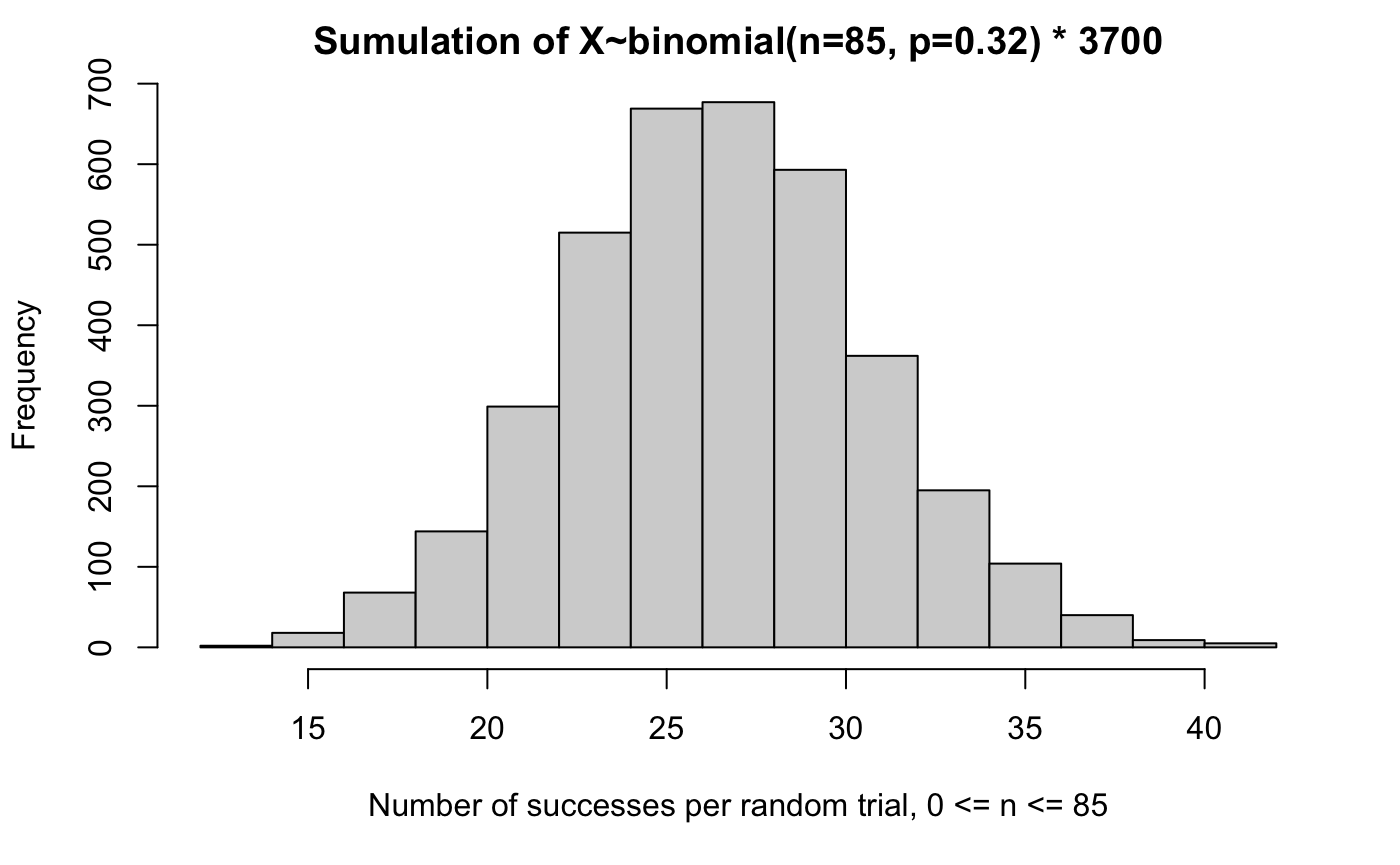 Sumulation of X~binomial(n=85, p=0.32) * 3700
Frequency
700
600
500
400
300
200
100
0
15 20 25 30 35 40
Number of successes per random trial, 0 <= n <= 85